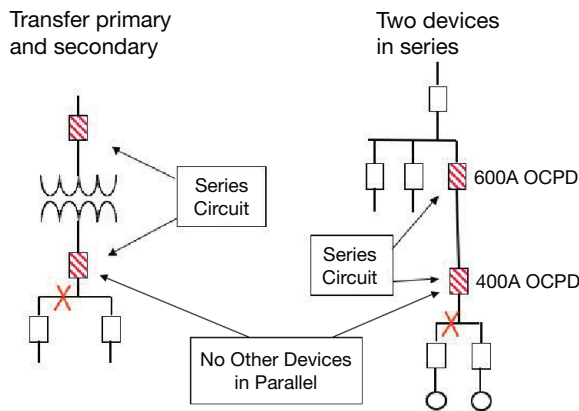 Transfer primary
and secondary
Two devices
in series
Series
Circuit
600A OCPD
Series
Circuit
400A OCPD
No Other Devices
in Parallel